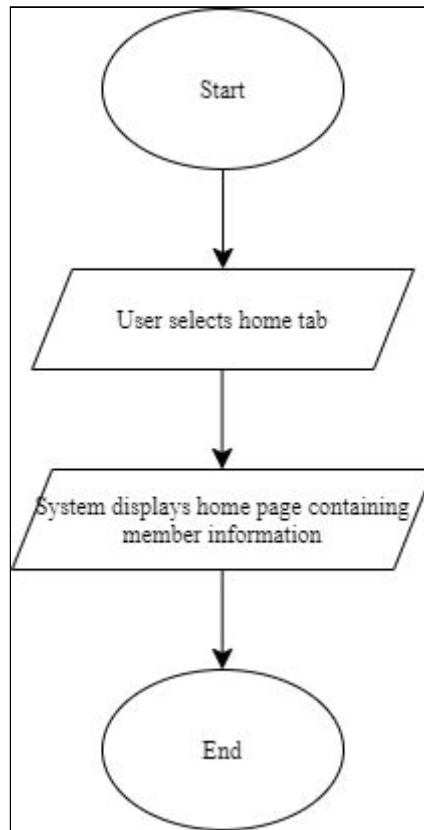 Start
User selects home tab
System displays home page containing
member information
End